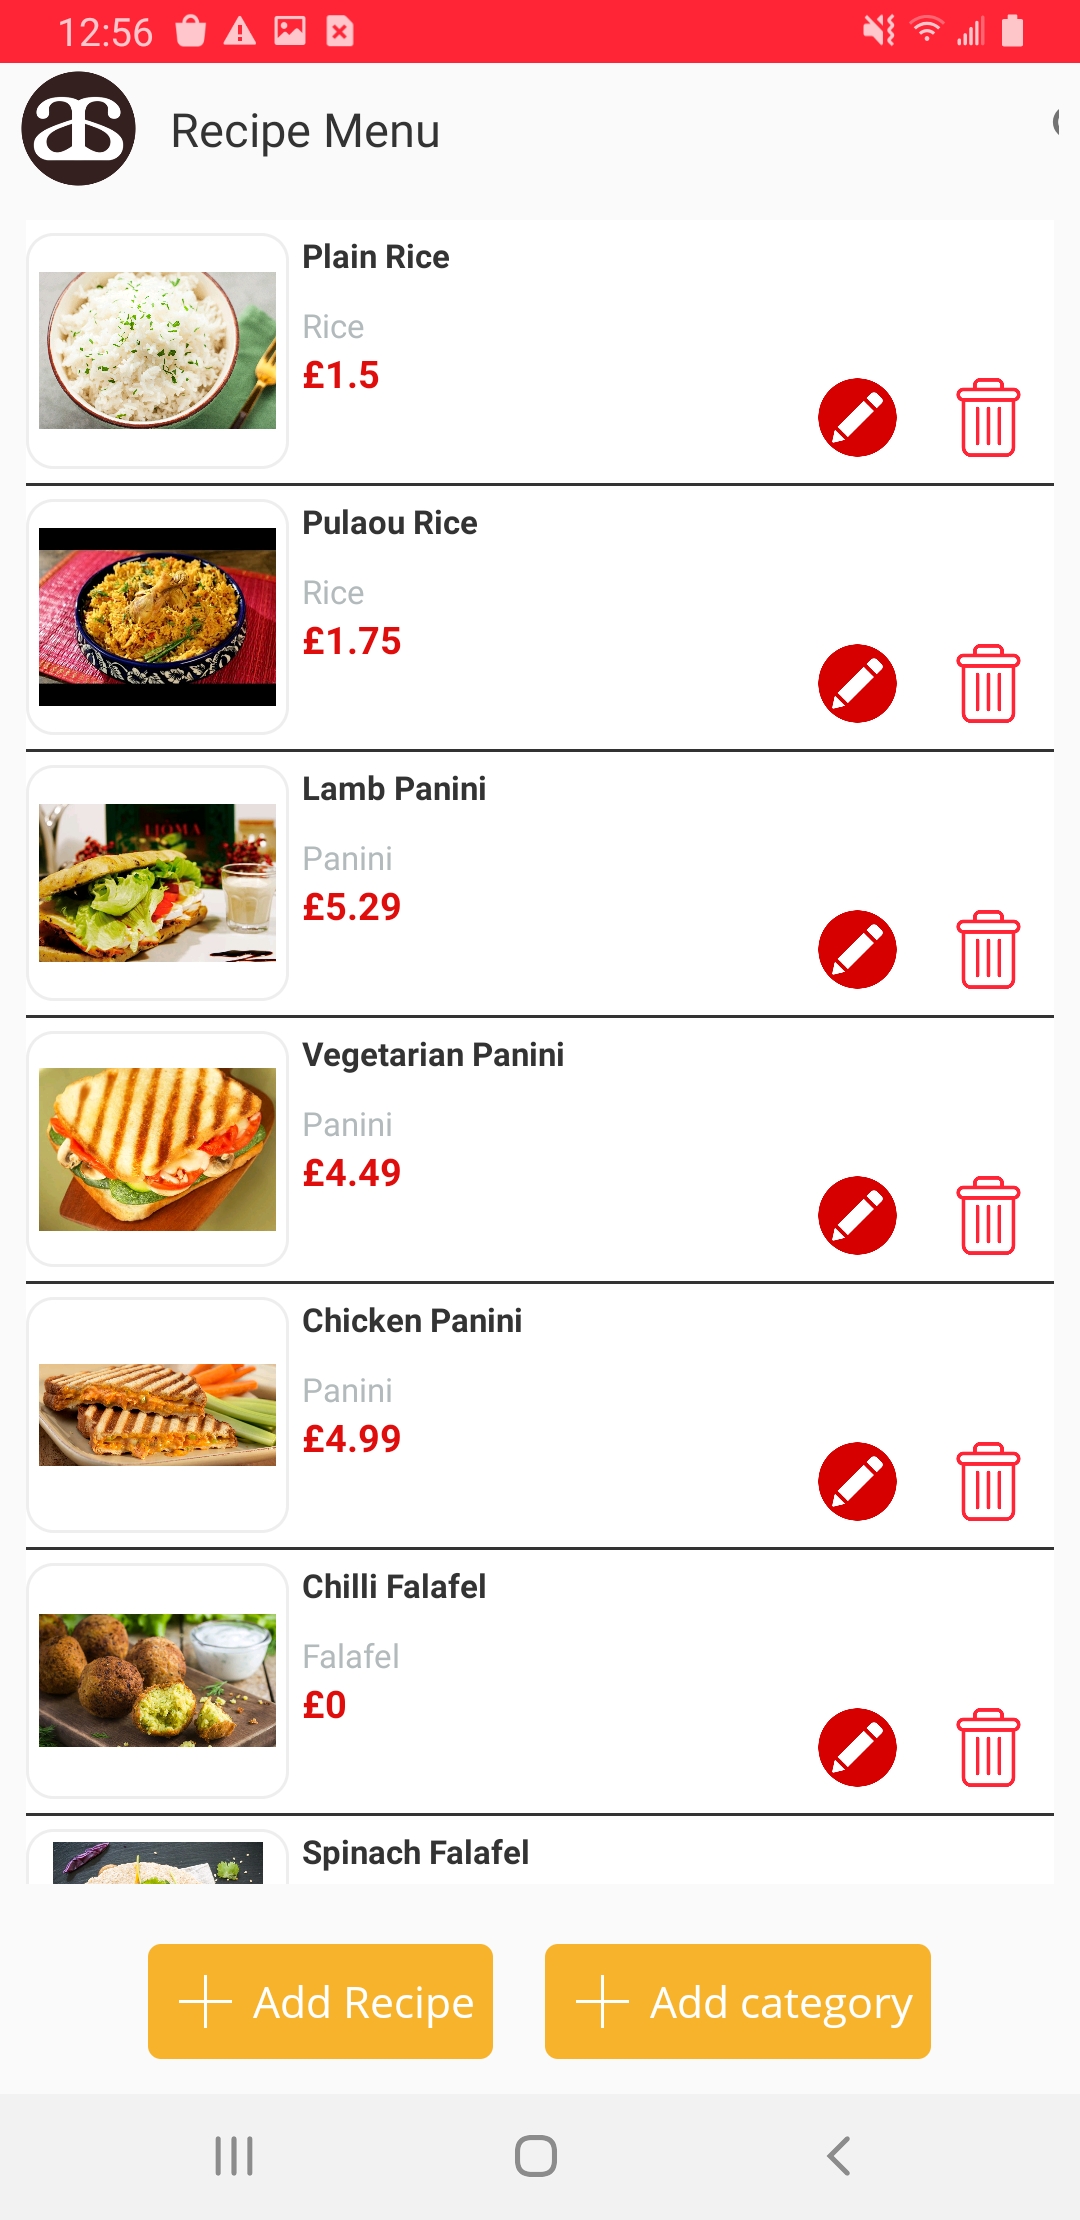 12:56
Recipe Menu
Plain Rice
Rice
£1.5
Pulaou Rice
Rice
£1.75
Lamb Panini
Panini
£5.29
Vegetarian Panini
Panini
£4.49
Chicken Panini
Panini
£4.99
Chilli Falafel
Falafel
£0
Spinach Falafel
Add Recipe
Add category